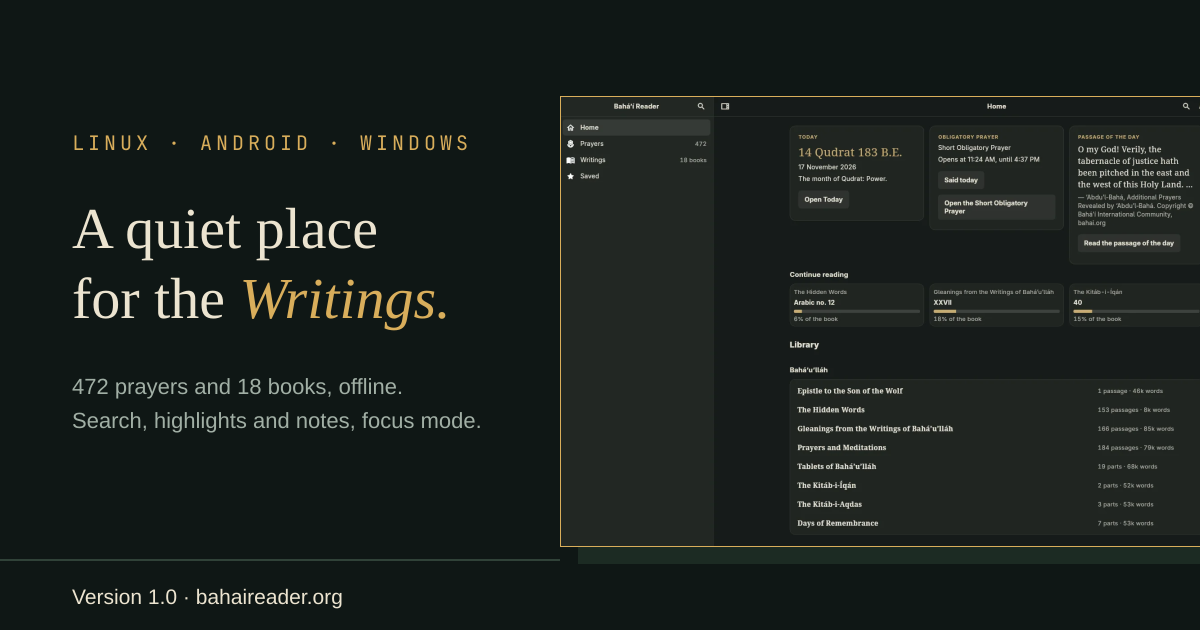 LINUX · ANDROID · WINDOWS
A quiet place
for the Writings.
472 prayers and 18 books, offline.
Search, highlights and notes, focus mode.
Version 1.0 · bahaireader.org
Bahá'í Reader
Home
Prayers 472
Writings 18 books
Saved
Home
TODAY
14 Qudrat 183 B.E.
17 November 2026
The month of Qudrat: Power.
Open Today
OBLIGATORY PRAYER
Short Obligatory Prayer
Opens at 11:24 AM, until 4:37 PM
Said today
Open the Short Obligatory
Prayer
PASSAGE OF THE DAY
O my God! Verily, the
tabernacle of justice hath
been pitched in the east and
the west of this Holy Land. ...
— ‘Abdu’l-Bahá, Additional Prayers
Revealed by ‘Abdu’l-Bahá. Copyright ©
Bahá’í International Community,
bahai.org
Read the passage of the day
Continue reading
The Hidden Words
Arabic no. 12
6% of the book
Gleanings from the Writings of Bahá’u’lláh
XXVII
18% of the book
The Kitáb-i-Íqán
40
15% of the book
Library
Bahá’u’lláh
Epistle to the Son of the Wolf 1 passage · 46k words
The Hidden Words 153 passages · 8k words
Gleanings from the Writings of Bahá’u’lláh 166 passages · 85k words
Prayers and Meditations 184 passages · 79k words
Tablets of Bahá’u’lláh 19 parts · 68k words
The Kitáb-i-Íqán 2 parts · 52k words
The Kitáb-i-Aqdas 3 parts · 53k words
Days of Remembrance 7 parts · 53k words